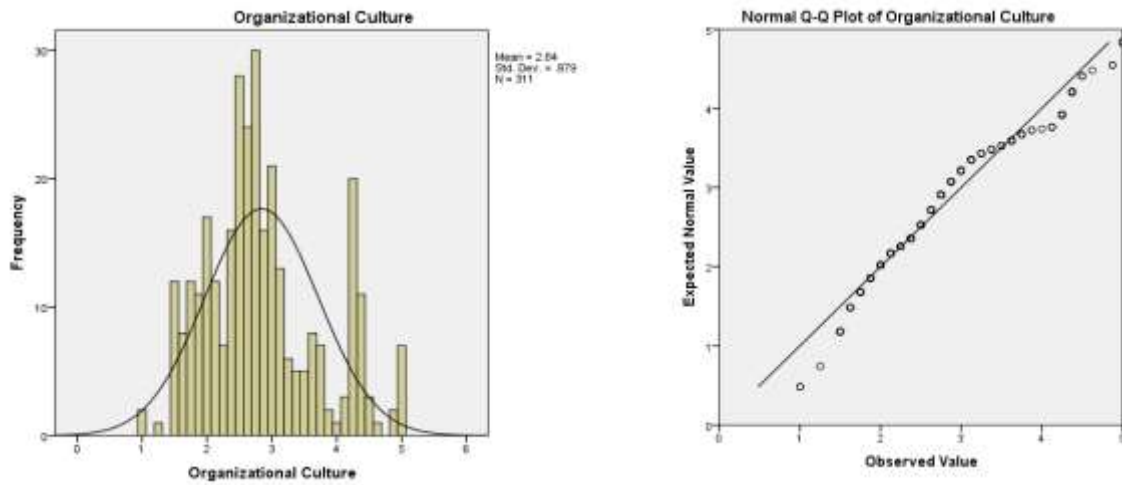 Organizational Culture
Mean = 2.84
Std. Dev. = .879
N = 311
30
20
10
0
Frequency
0 1 2 3 4 5 6
Organizational Culture
Normal Q-Q Plot of Organizational Culture
5
4
3
2
1
0
Expected Normal Value
0 1 2 3 4 5
Observed Value